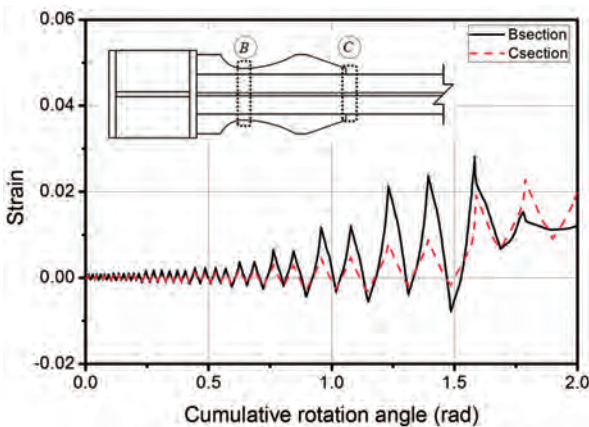 0.06
0.04
0.02
0.00
-0.02
Strain
B
C
Bsection
Csection
0.0
0.5
1.0
1.5
2.0
Cumulative rotation angle (rad)